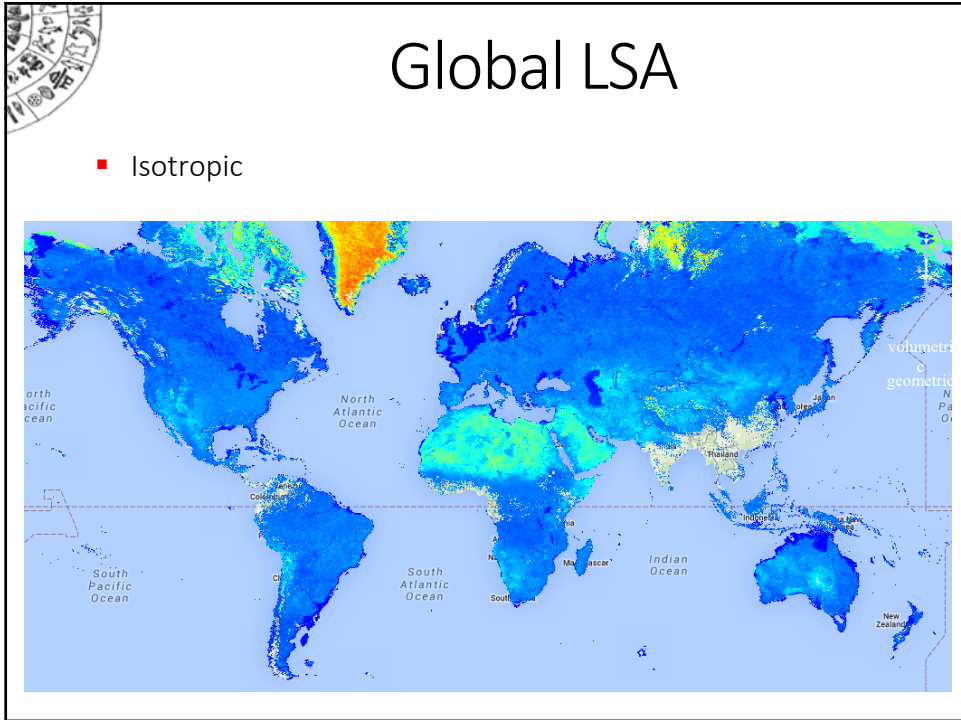 Global LSA
Isotropic
volumetri
c
geometric
North
Atlantic
Ocean
Japan
Thailand
Indonesia
South
Pacific
Ocean
South
Atlantic
Ocean
Indian
Ocean
New
Zealand